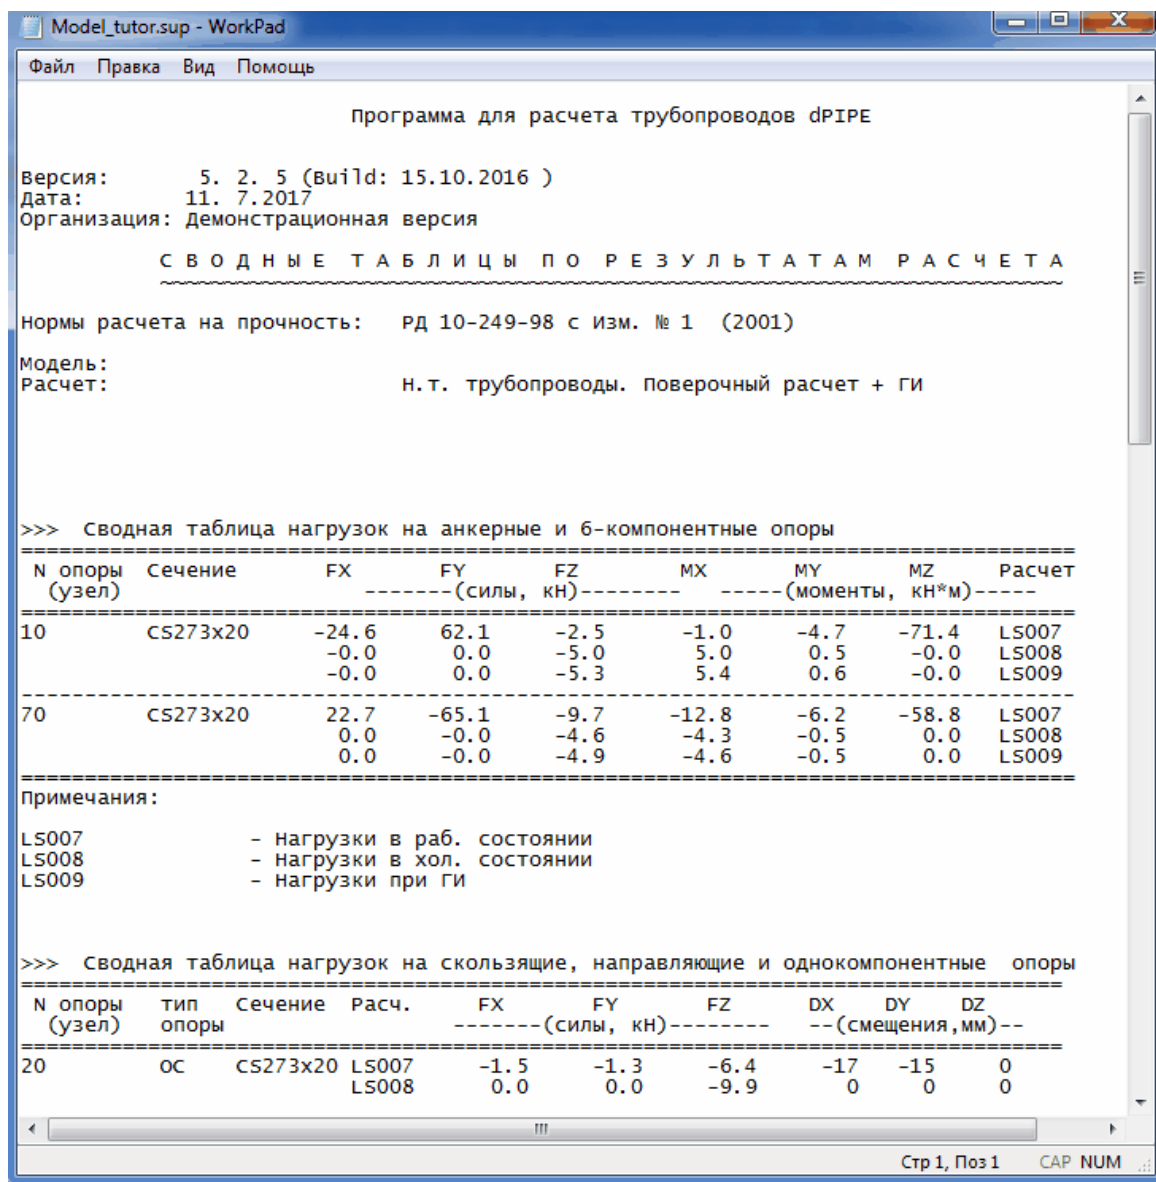 Model_tutor.sup - WorkPad
Файл Правка Вид Помощь
Программа для расчета трубопроводов dPIPE
Версия: 5. 2. 5 (Build: 15.10.2016 )
Дата: 11. 7.2017
Организация: Демонстрационная версия
С В О Д Н Ы Е Т А Б Л И Ц Ы П О Р Е З У Л Ь Т А Т А М Р А С Ч Е Т А
~~~~~~~~~~~~~~~~~~~~~~~~~~~~~~~~~~~~~~~~~~~~~~~~~~~~~~~~~~~~~~~~~~~~~~~
Нормы расчета на прочность: РД 10-249-98 с Изм. № 1 (2001)
Модель:
Расчет: Н.т. трубопроводы. Поверочный расчет + ГИ
>>> Сводная таблица нагрузок на анкерные и 6-компонентные опоры
===================================================================================
N опоры Сечение FX FY FZ MX MY MZ Расчет
(узел) -------(силы, кН)-------- -----(моменты, кН*м)-----
===================================================================================
10 CS273x20 -24.6 62.1 -2.5 -1.0 -4.7 -71.4 LS007
-0.0 0.0 -5.0 5.0 0.5 -0.0 LS008
-0.0 0.0 -5.3 5.4 0.6 -0.0 LS009
-----------------------------------------------------------------------------------
70 CS273x20 22.7 -65.1 -9.7 -12.8 -6.2 -58.8 LS007
0.0 -0.0 -4.6 -4.3 -0.5 0.0 LS008
0.0 -0.0 -4.9 -4.6 -0.5 0.0 LS009
===================================================================================
Примечания:
LS007 - Нагрузки в раб. состоянии
LS008 - Нагрузки в хол. состоянии
LS009 - Нагрузки при ГИ
>>> Сводная таблица нагрузок на скользящие, направляющие и однокомпонентные опоры
==================================================================================
N опоры тип Сечение Расч. FX FY FZ DX DY DZ
(узел) опоры -------(силы, кН)-------- --(смещения,мм)--
==================================================================================
20 ОС CS273x20 LS007 -1.5 -1.3 -6.4 -17 -15 0
LS008 0.0 0.0 -9.9 0 0 0
Стр 1, Поз 1 CAP NUM